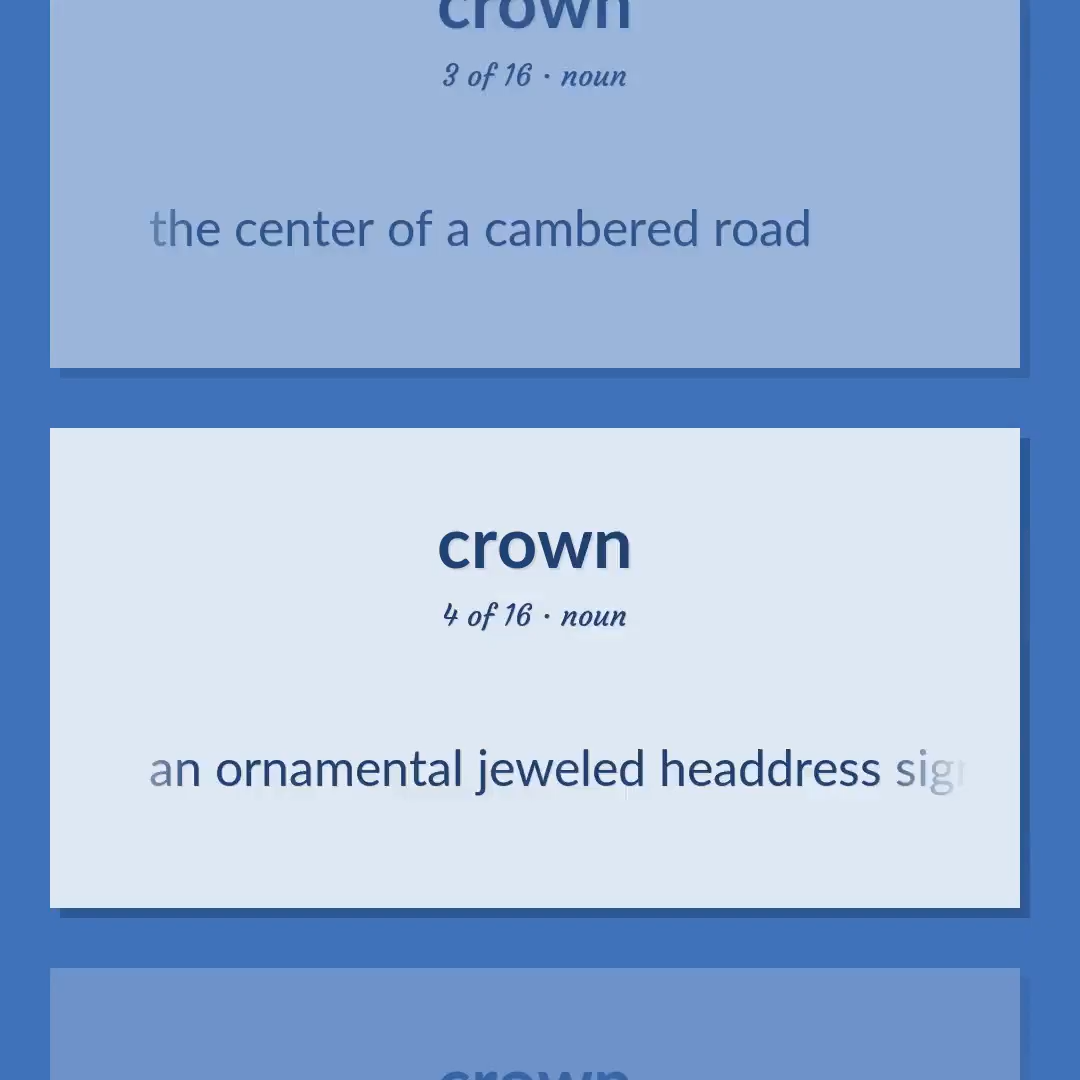 crown
3 of 16 · noun
the center of a cambered road
crown
4 of 16 · noun
an ornamental jeweled headdress
crown